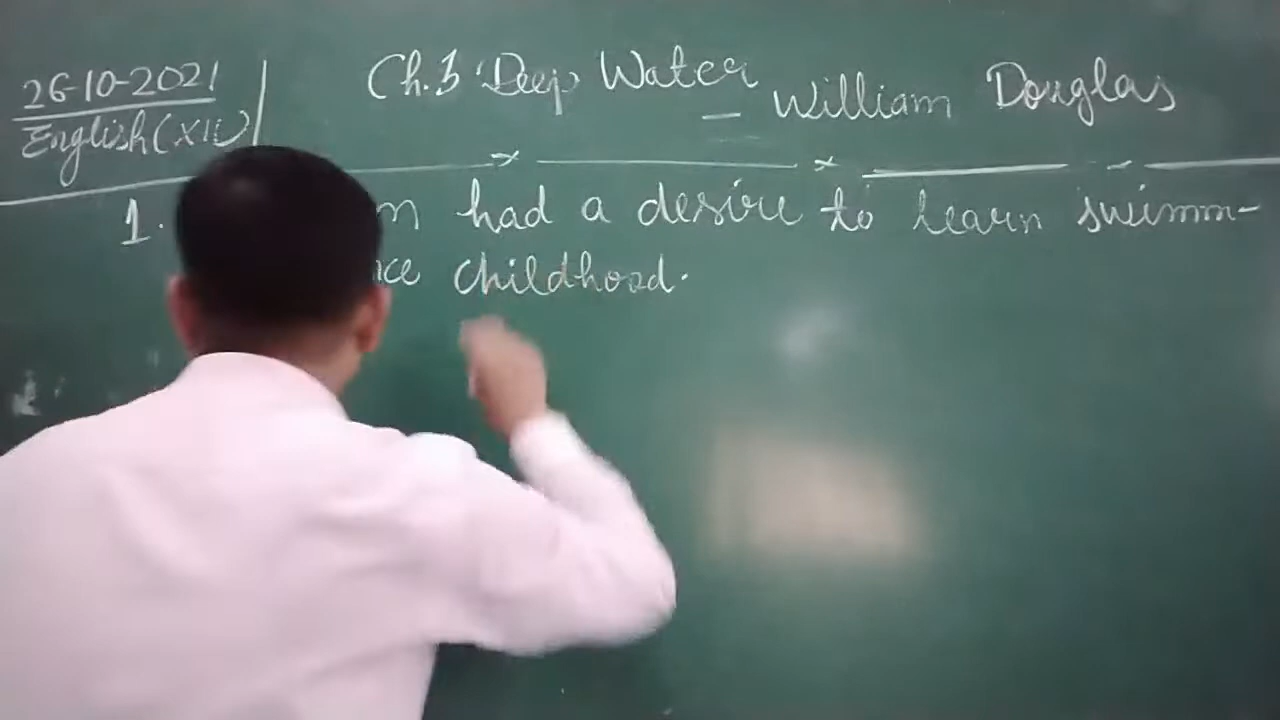 26-10-2021
English (XII)
Ch.3 'Deep Water
- William Douglas
1. m had a desire to learn swimm-
ce childhood.